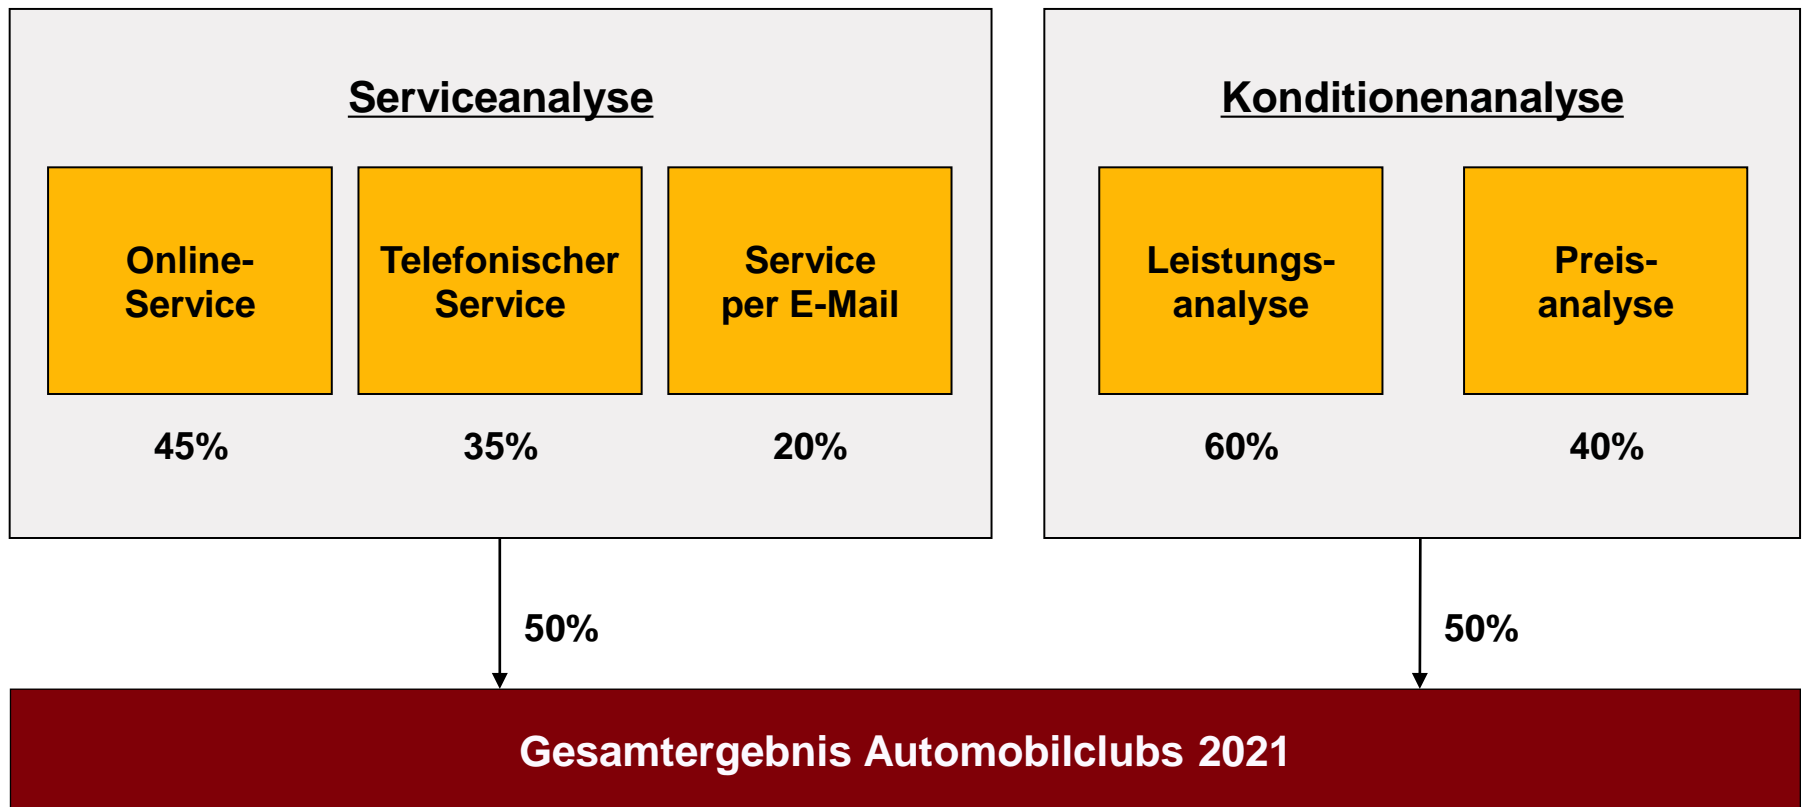 Serviceanalyse
Online-
Service
45%
Telefonischer
Service
35%
Service
per E-Mail
20%
Konditionenanalyse
Leistungs-
analyse
60%
Preis-
analyse
40%
50%
50%
Gesamtergebnis Automobilclubs 2021